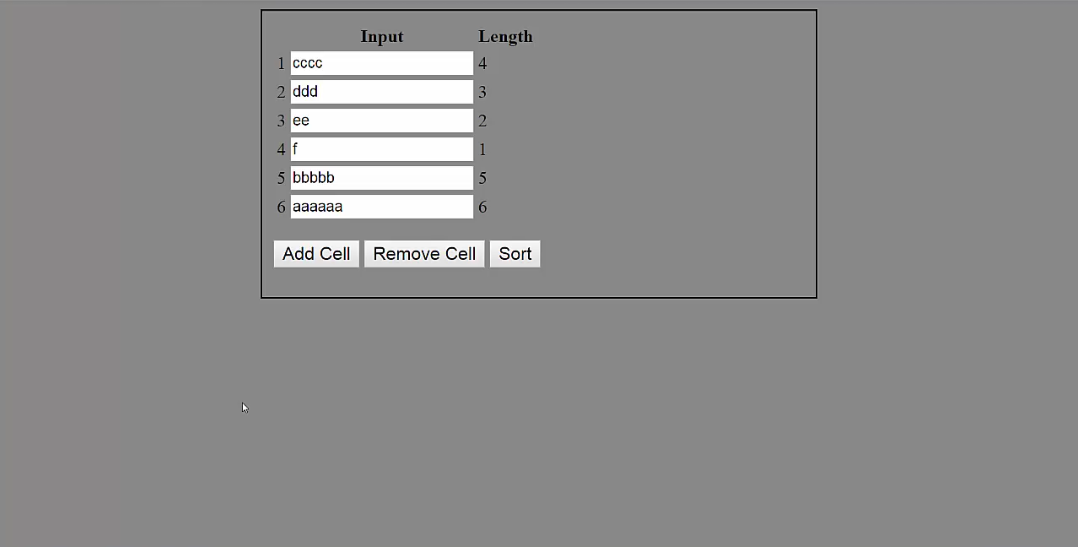 Input Length
1 cccc 4
2 ddd 3
3 ee 2
4 f 1
5 bbbbb 5
6 aaaaaa 6
Add Cell Remove Cell Sort